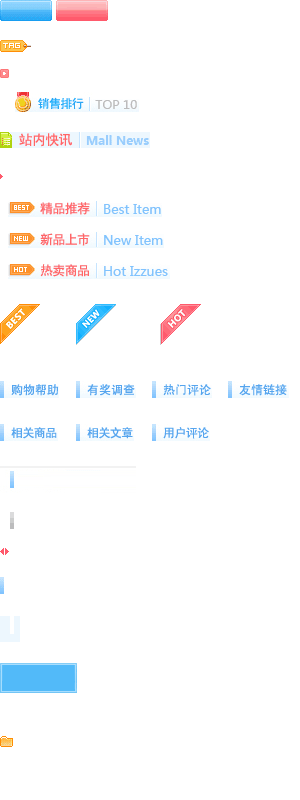 TAG
销售排行 TOP 10
站内快讯 Mall News
BEST 精品推荐 Best Item
NEW 新品上市 New Item
HOT 热卖商品 Hot Izzues
BEST NEW HOT
购物帮助 有奖调查 热门评论 友情链接
相关商品 相关文章 用户评论